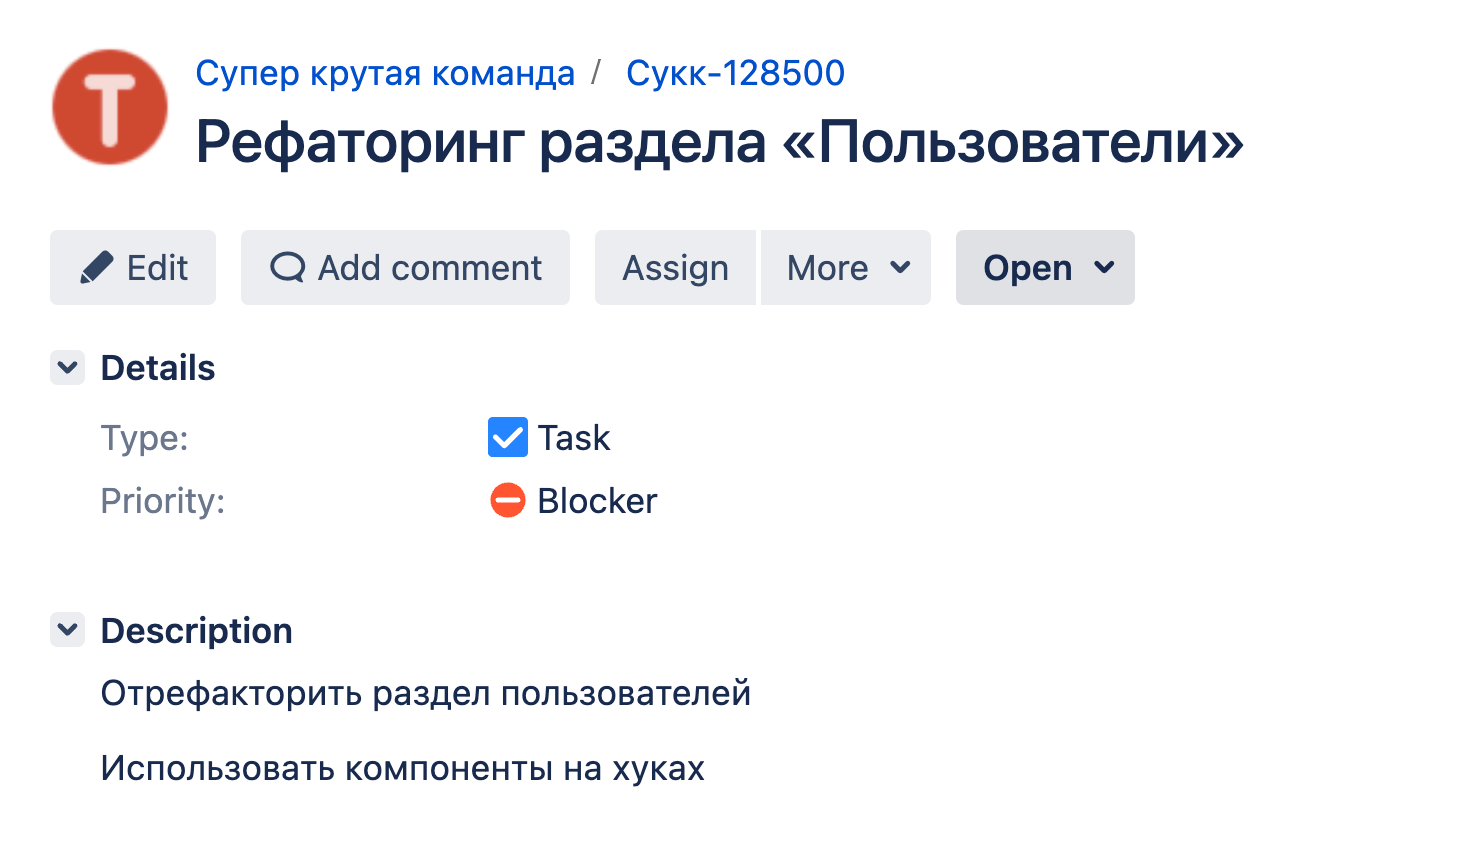 T
Супер крутая команда / Сукк-128500
Рефаторинг раздела «Пользователи»
Edit Add comment Assign More Open
Details
Type: Task
Priority: Blocker
Description
Отрефакторить раздел пользователей
Использовать компоненты на хуках